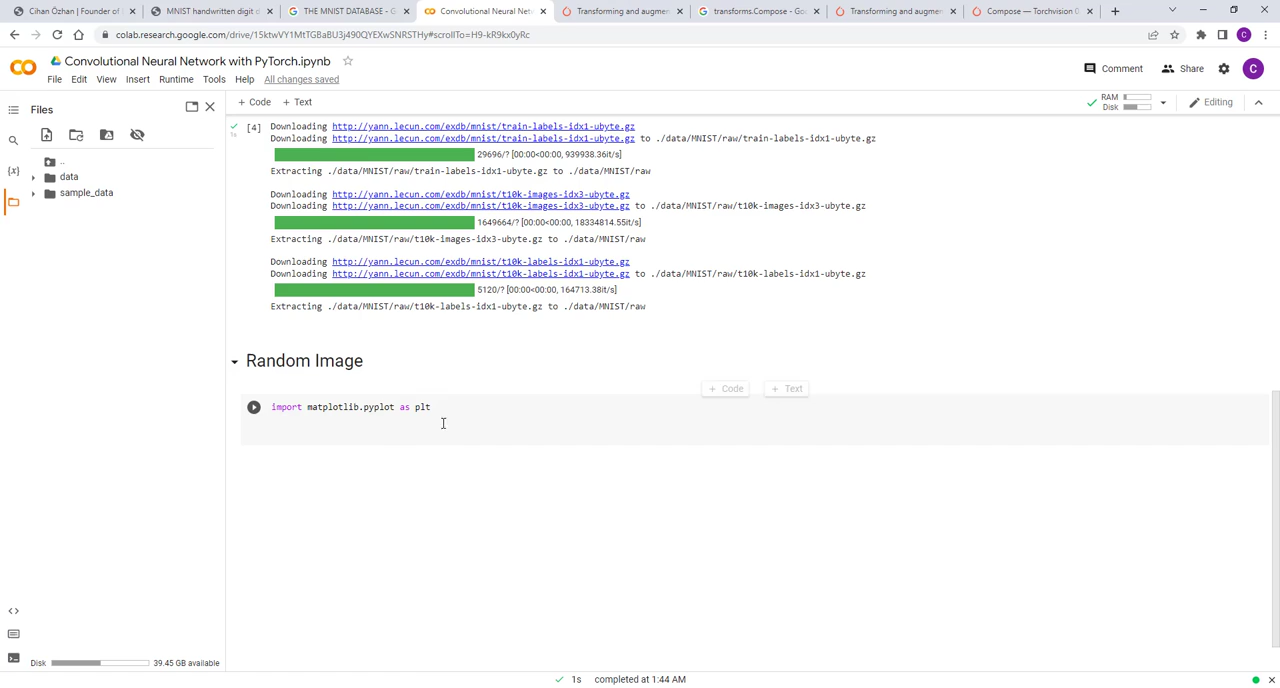 Cihan Özhan | Founder of
MNIST handwritten digit d
THE MNIST DATABASE - G
Convolutional Neural Netw
Transforming and augmen
transforms.Compose - Goo
Transforming and augmen
Compose — Torchvision 0.
colab.research.google.com/drive/15ktwVY1MtTGBaBU3j490QYEXwSNRSTHy#scrollTo=H9-kR9kx0yRc
C
Convolutional Neural Network with PyTorch.ipynb
File Edit View Insert Runtime Tools Help All changes saved
Comment Share C
Files
+ Code + Text
RAM
Disk
Editing
..
data
sample_data
[4]
1s
Downloading http://yann.lecun.com/exdb/mnist/train-labels-idx1-ubyte.gz
Downloading http://yann.lecun.com/exdb/mnist/train-labels-idx1-ubyte.gz to ./data/MNIST/raw/train-labels-idx1-ubyte.gz
29696/? [00:00<00:00, 939938.36it/s]
Extracting ./data/MNIST/raw/train-labels-idx1-ubyte.gz to ./data/MNIST/raw
Downloading http://yann.lecun.com/exdb/mnist/t10k-images-idx3-ubyte.gz
Downloading http://yann.lecun.com/exdb/mnist/t10k-images-idx3-ubyte.gz to ./data/MNIST/raw/t10k-images-idx3-ubyte.gz
1649664/? [00:00<00:00, 18334814.55it/s]
Extracting ./data/MNIST/raw/t10k-images-idx3-ubyte.gz to ./data/MNIST/raw
Downloading http://yann.lecun.com/exdb/mnist/t10k-labels-idx1-ubyte.gz
Downloading http://yann.lecun.com/exdb/mnist/t10k-labels-idx1-ubyte.gz to ./data/MNIST/raw/t10k-labels-idx1-ubyte.gz
5120/? [00:00<00:00, 164713.38it/s]
Extracting ./data/MNIST/raw/t10k-labels-idx1-ubyte.gz to ./data/MNIST/raw
Random Image
+ Code + Text
import matplotlib.pyplot as plt
Disk 39.45 GB available
1s completed at 1:44 AM